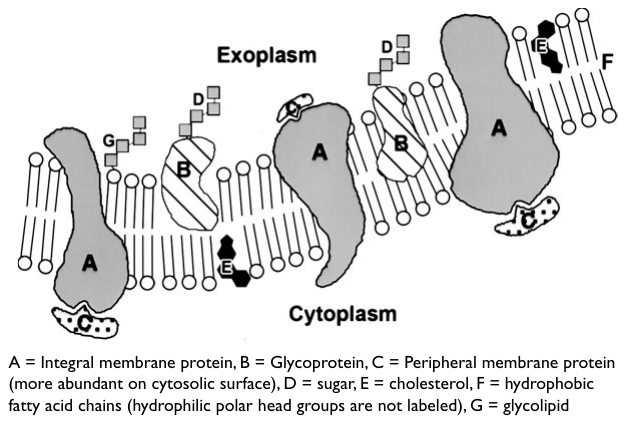 Exoplasm
D
E
F
D
G
C
B
A
B
A
A
C
E
C
Cytoplasm
A = Integral membrane protein, B = Glycoprotein, C = Peripheral membrane protein
(more abundant on cytosolic surface), D = sugar, E = cholesterol, F = hydrophobic
fatty acid chains (hydrophilic polar head groups are not labeled), G = glycolipid